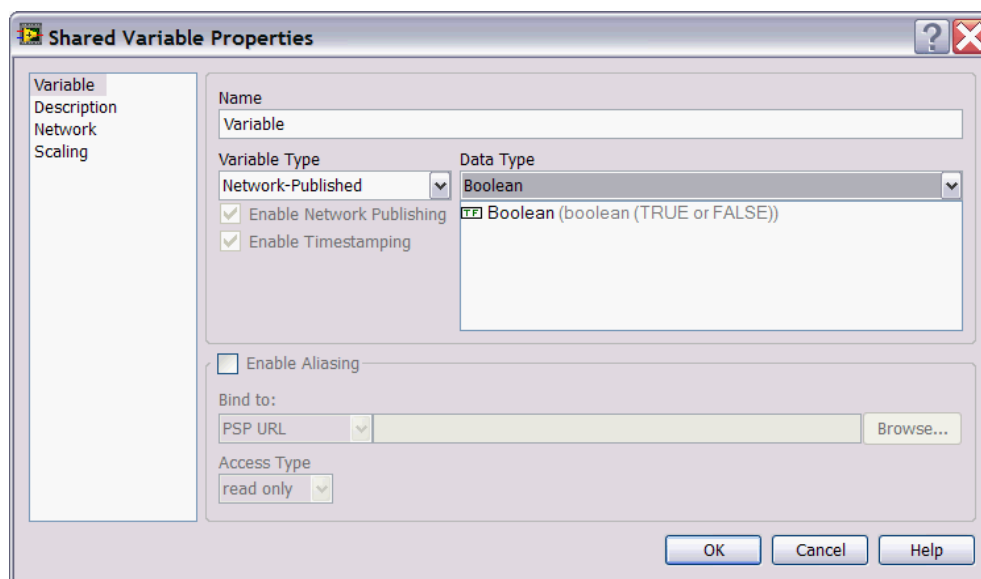 Shared Variable Properties
Variable
Description
Network
Scaling
Name
Variable
Variable Type
Data Type
Network-Published
Boolean
Enable Network Publishing
Enable Timestamping
TF Boolean (boolean (TRUE or FALSE))
Enable Aliasing
Bind to:
PSP URL
Browse...
Access Type
read only
OK
Cancel
Help